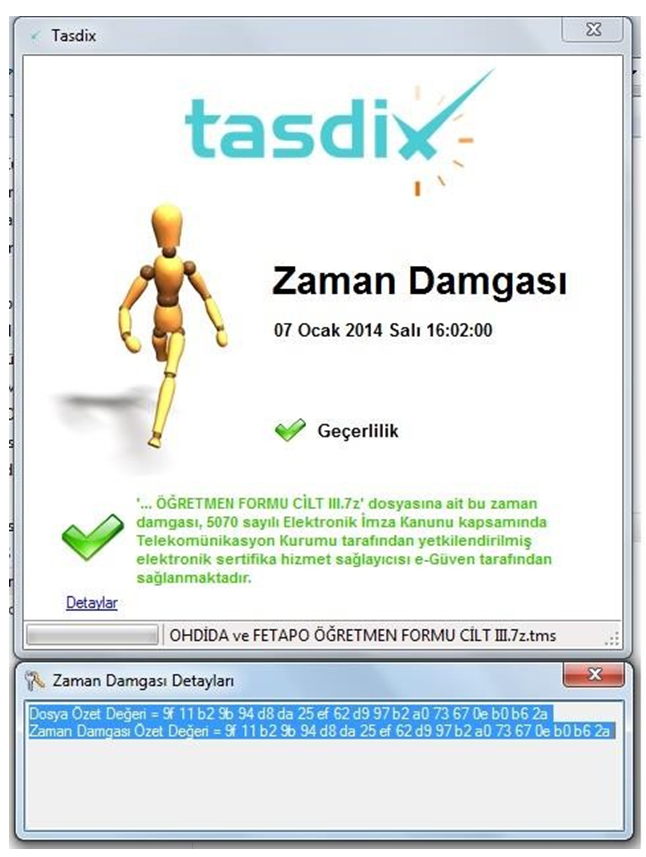 Tasdix
tasdix
Zaman Damgası
07 Ocak 2014 Salı 16:02:00
Geçerlilik
'... ÖĞRETMEN FORMU CİLT III.7z' dosyasına ait bu zaman
damgası, 5070 sayılı Elektronik İmza Kanunu kapsamında
Telekomünikasyon Kurumu tarafından yetkilendirilmiş
elektronik sertifika hizmet sağlayıcısı e-Güven tarafından
sağlanmaktadır.
Detaylar
OHDİDA ve FETAPO ÖĞRETMEN FORMU CİLT III.7z.tms
Zaman Damgası Detayları
Dosya Özet Değeri = 9f 11 b2 9b 94 d8 da 25 ef 62 d9 97 b2 a0 73 67 0e b0 b6 2a
Zaman Damgası Özet Değeri = 9f 11 b2 9b 94 d8 da 25 ef 62 d9 97 b2 a0 73 67 0e b0 b6 2a